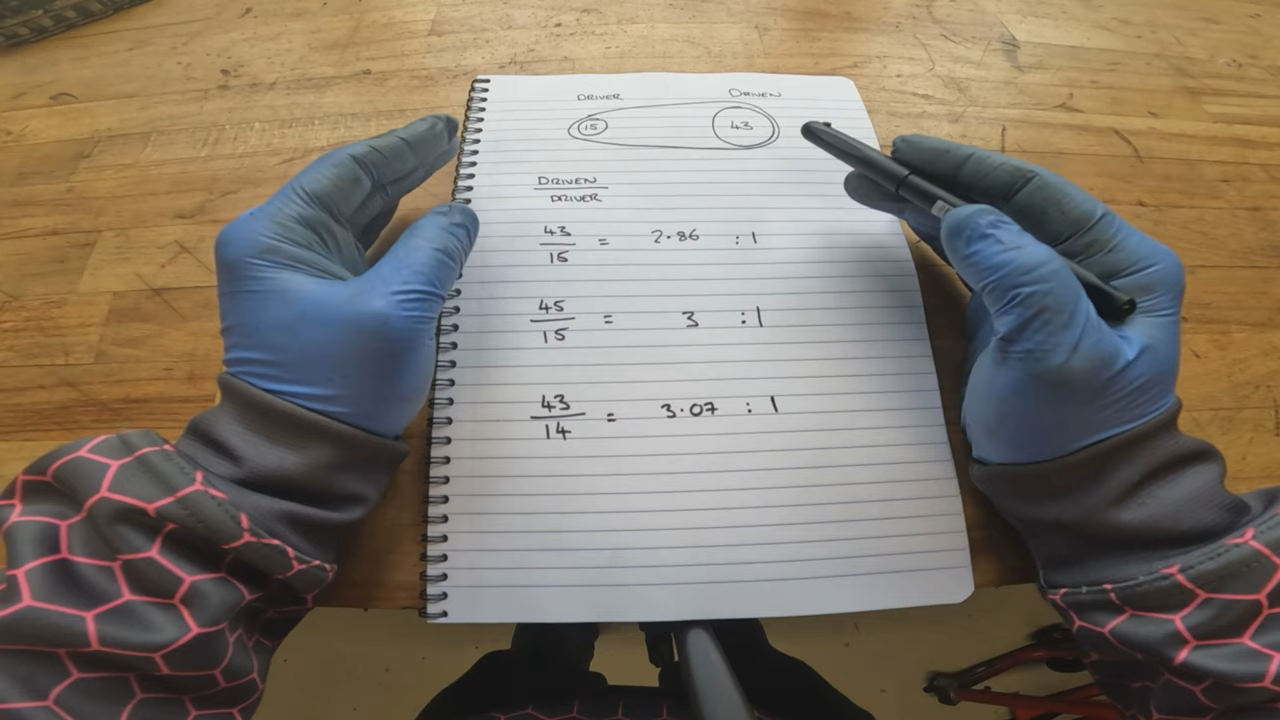 DRIVER DRIVEN
15 43
DRIVEN
DRIVER
43
15 = 2.86 : 1
45
15 = 3 : 1
43
14 = 3.07 : 1